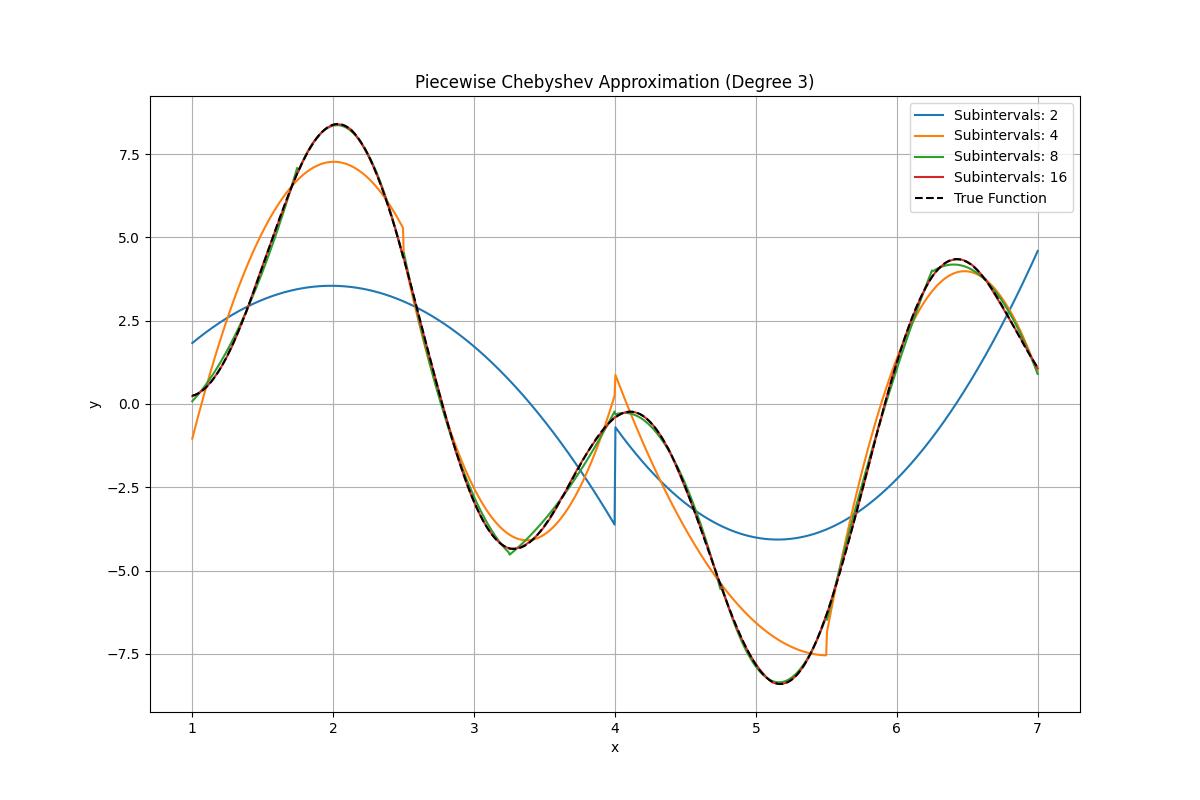 Piecewise Chebyshev Approximation (Degree 3)
Subintervals: 2
Subintervals: 4
Subintervals: 8
Subintervals: 16
True Function
7.5
5.0
2.5
0.0
−2.5
−5.0
−7.5
y
1 2 3 4 5 6 7
x